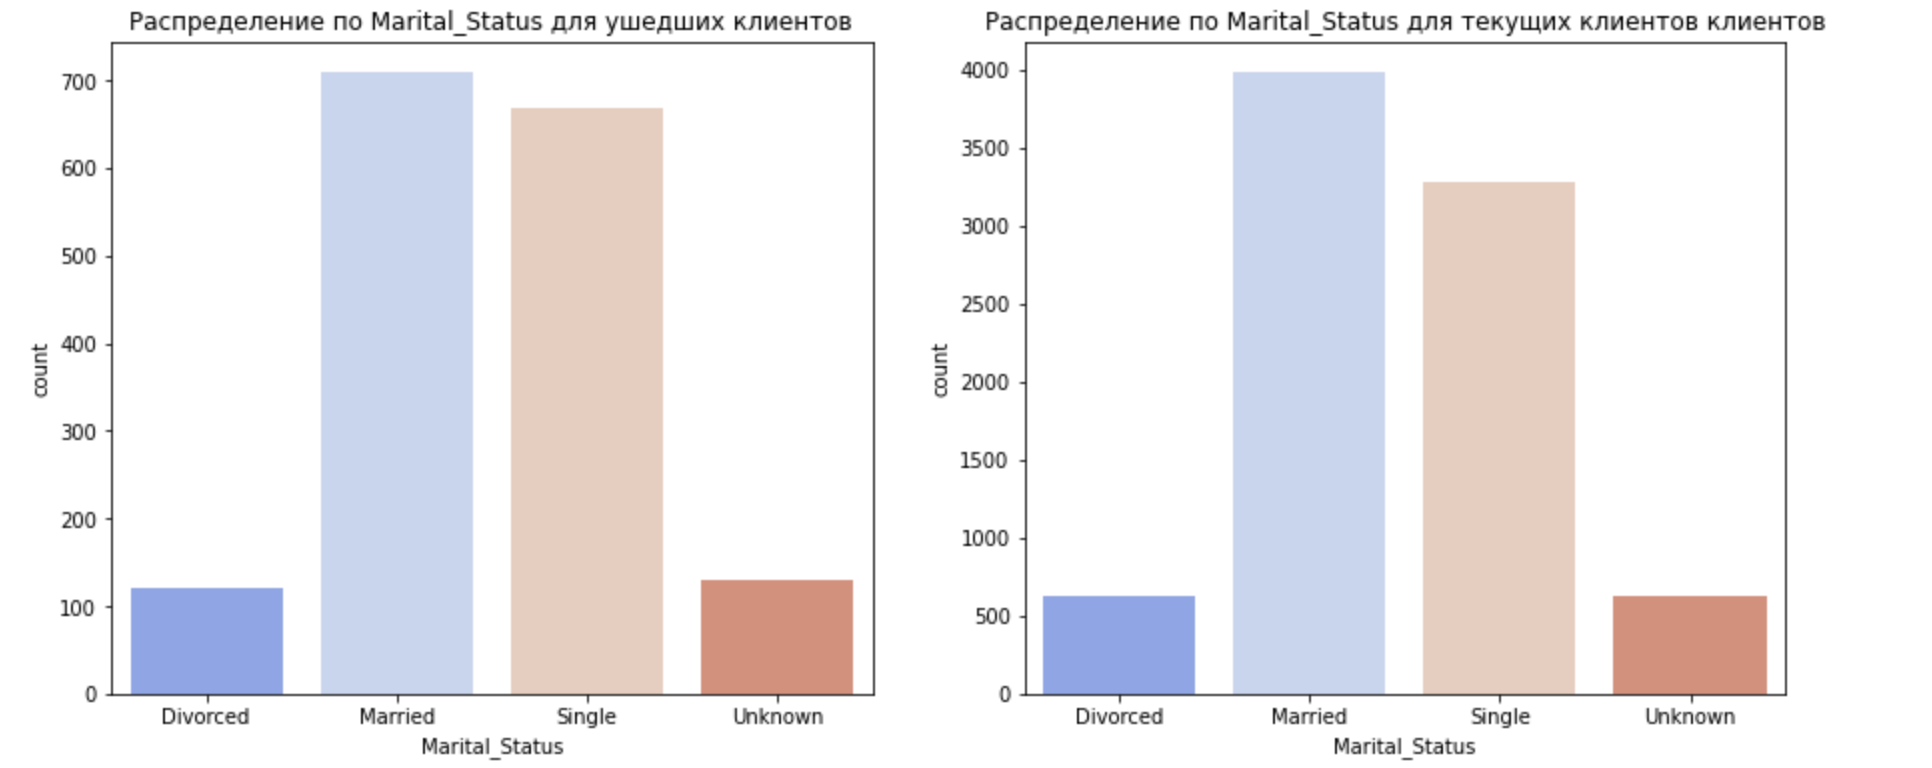 Распределение по Marital_Status для ушедших клиентов
700
600
500
400
300
200
100
0
count
Divorced Married Single Unknown
Marital_Status
Распределение по Marital_Status для текущих клиентов клиентов
4000
3500
3000
2500
2000
1500
1000
500
0
count
Divorced Married Single Unknown
Marital_Status